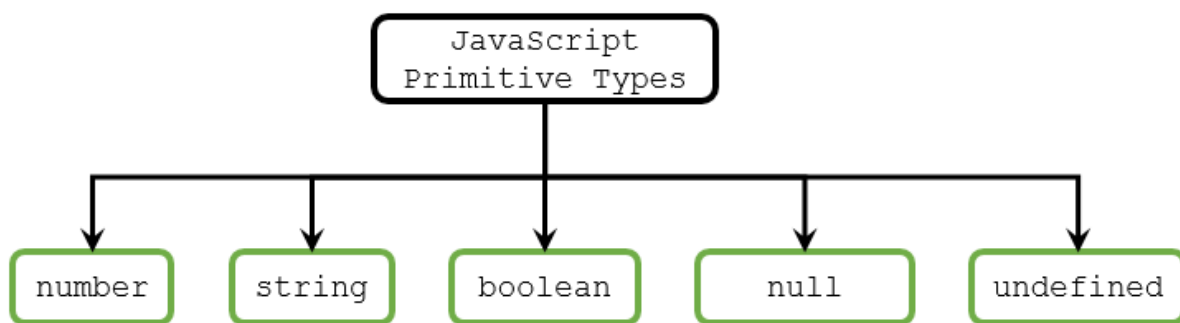 JavaScript
Primitive Types
number
string
boolean
null
undefined